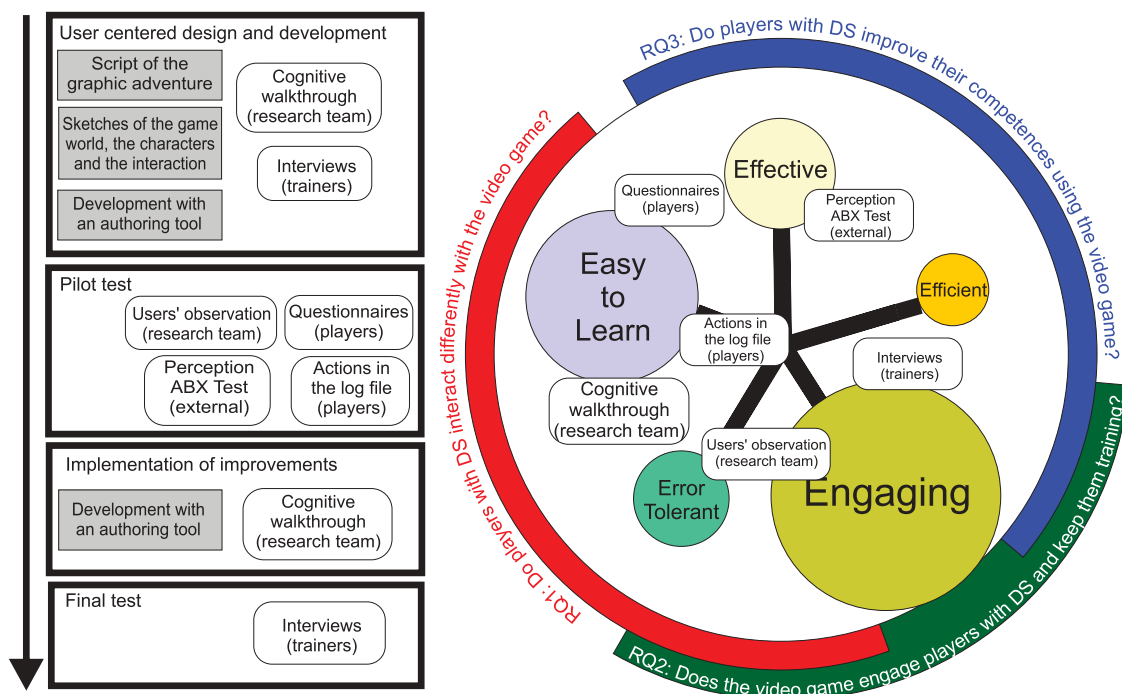 User centered design and development
Script of the
graphic adventure
Cognitive
walkthrough
(research team)
Sketches of the game
world, the characters
and the interaction
Interviews
(trainers)
Development with
an authoring tool
Pilot test
Users' observation
(research team)
Questionnaires
(players)
Perception
ABX Test
(external)
Actions in
the log file
(players)
Implementation of improvements
Development with
an authoring tool
Cognitive
walkthrough
(research team)
Final test
Interviews
(trainers)
RQ3: Do players with DS improve their competences using the video game?
RQ1: Do players with DS interact differently with the video game?
RQ2: Does the video game engage players with DS and keep them training?
Effective
Questionnaires
(players)
Perception
ABX Test
(external)
Easy
to
Learn
Efficient
Actions in
the log file
(players)
Interviews
(trainers)
Cognitive
walkthrough
(research team)
Users' observation
(research team)
Error
Tolerant
Engaging